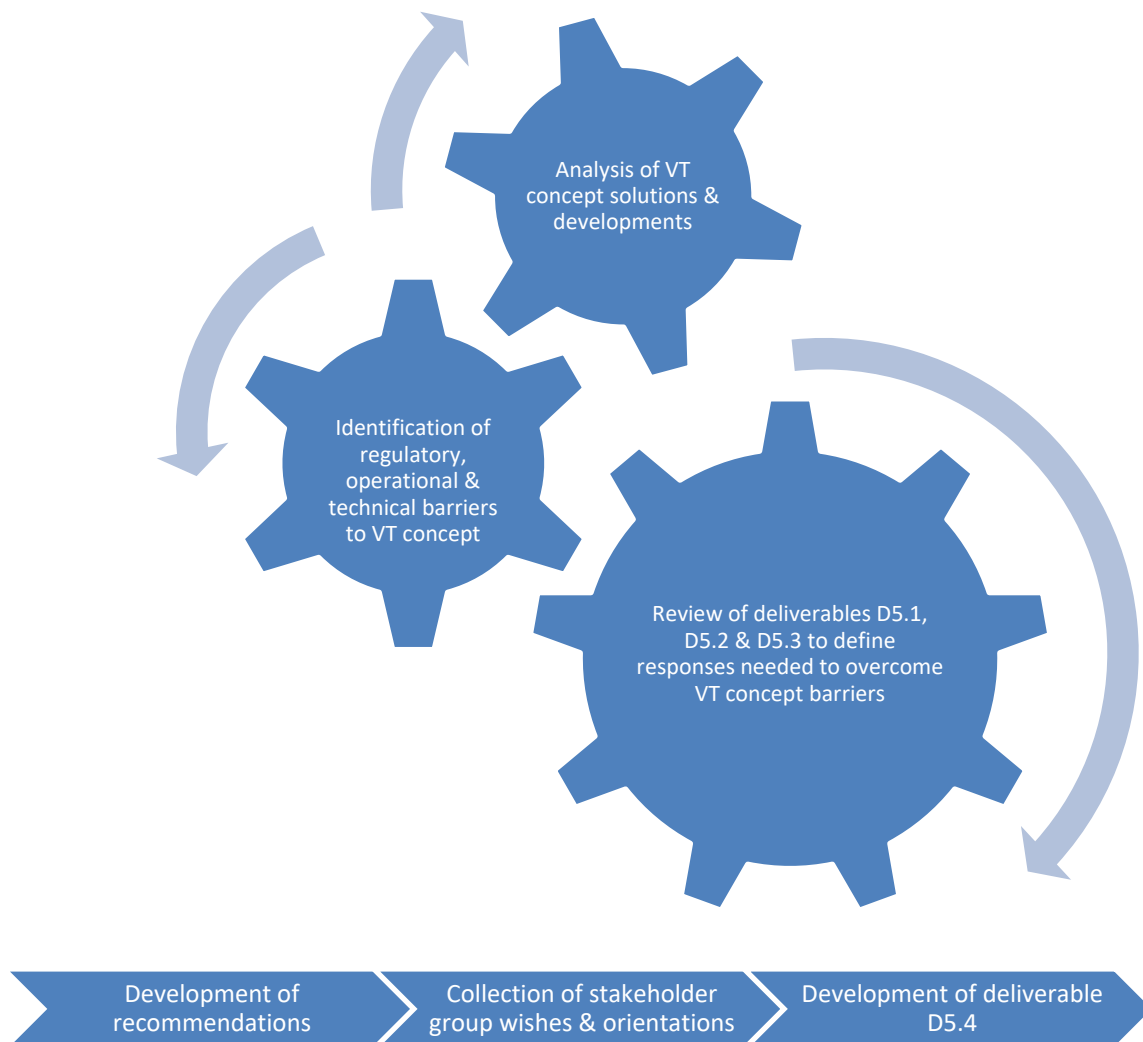 Analysis of VT
concept solutions &
developments
Identification of
regulatory,
operational &
technical barriers
to VT concept
Review of deliverables D5.1,
D5.2 & D5.3 to define
responses needed to overcome
VT concept barriers
Development of
recommendations
Collection of stakeholder
group wishes & orientations
Development of deliverable
D5.4